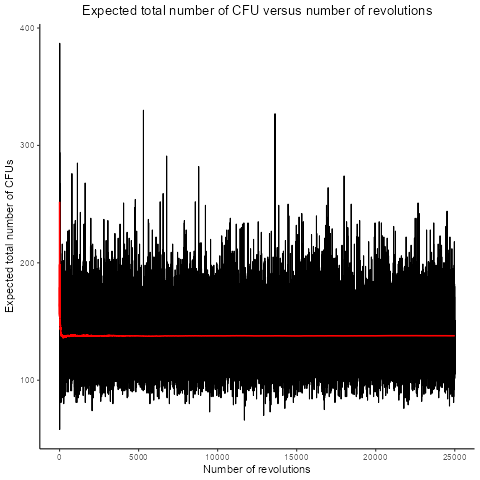 Expected total number of CFU versus number of revolutions
Expected total number of CFUs
400
300
200
100
0 5000 10000 15000 20000 25000
Number of revolutions